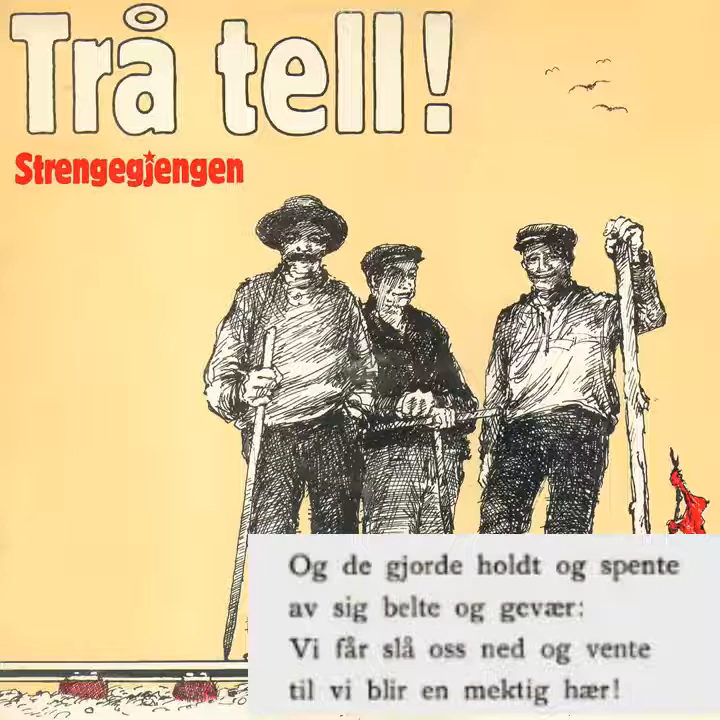 Trå tell!
Strengegjengen
Og de gjorde holdt og spente
av sig belte og gevær:
Vi får slå oss ned og vente
til vi blir en mektig hær!